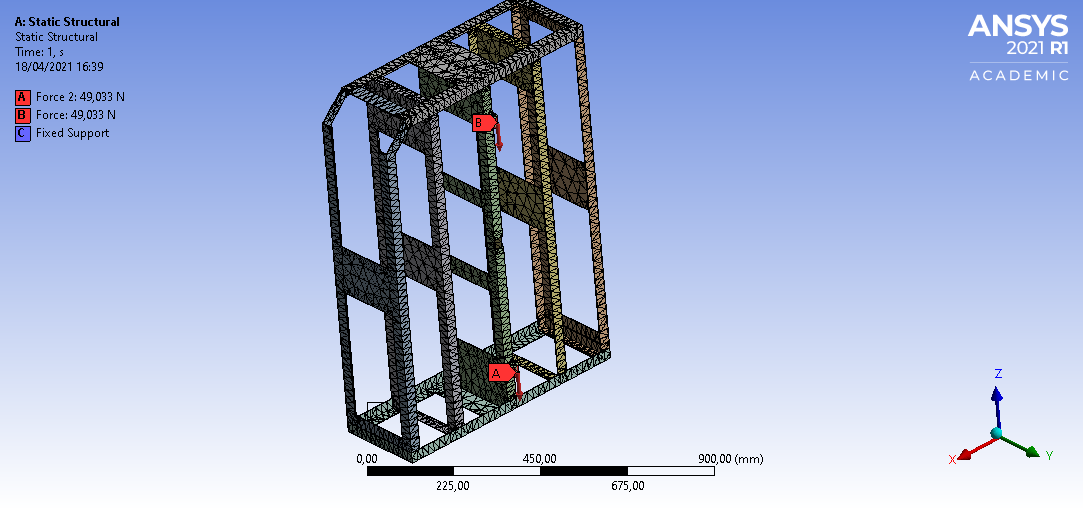 A: Static Structural
Static Structural
Time: 1, s
18/04/2021 16:39
A Force 2: 49,033 N
B Force: 49,033 N
C Fixed Support
ANSYS
2021 R1
ACADEMIC
B
A
0,00 450,00 900,00 (mm)
225,00 675,00
Z
X Y